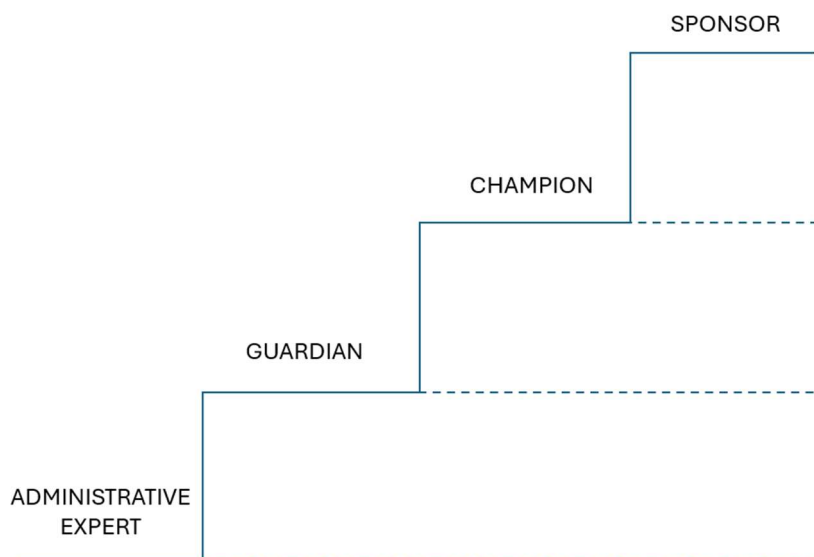 SPONSOR
CHAMPION
GUARDIAN
ADMINISTRATIVE
EXPERT